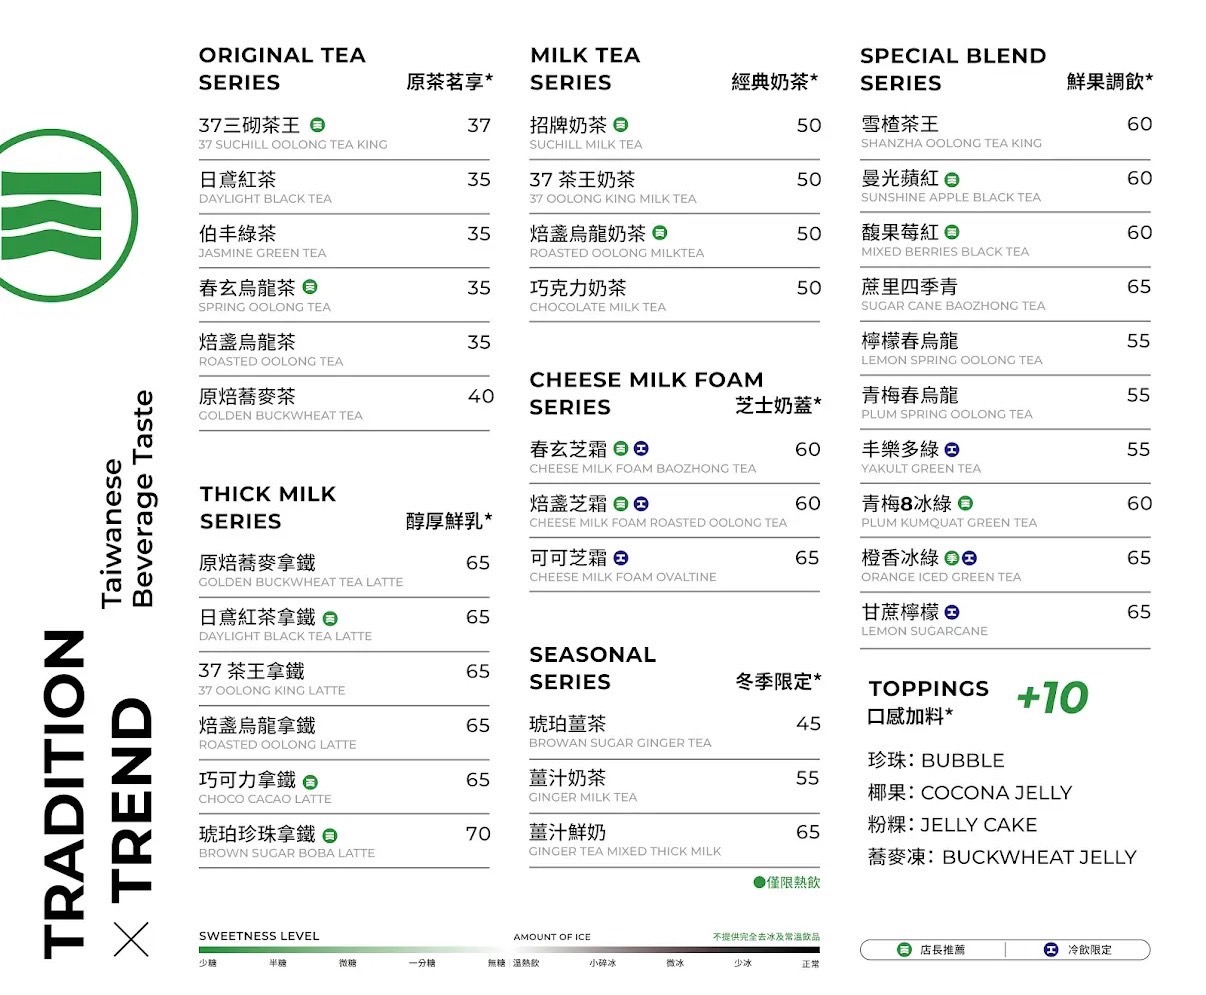 TRADITION
× TREND
Taiwanese
Beverage Taste
ORIGINAL TEA
SERIES 原茶茗享*
37三砌茶王 37
37 SUCHILL OOLONG TEA KING
日鳶紅茶 35
DAYLIGHT BLACK TEA
伯丰綠茶 35
JASMINE GREEN TEA
春玄烏龍茶 35
SPRING OOLONG TEA
焙盞烏龍茶 35
ROASTED OOLONG TEA
原焙蕎麥茶 40
GOLDEN BUCKWHEAT TEA
THICK MILK
SERIES 醇厚鮮乳*
原焙蕎麥拿鐵 65
GOLDEN BUCKWHEAT TEA LATTE
日鳶紅茶拿鐵 65
DAYLIGHT BLACK TEA LATTE
37 茶王拿鐵 65
37 OOLONG KING LATTE
焙盞烏龍拿鐵 65
ROASTED OOLONG LATTE
巧可力拿鐵 65
CHOCO CACAO LATTE
琥珀珍珠拿鐵 70
BROWN SUGAR BOBA LATTE
MILK TEA
SERIES 經典奶茶*
招牌奶茶 50
SUCHILL MILK TEA
37 茶王奶茶 50
37 OOLONG KING MILK TEA
焙盞烏龍奶茶 50
ROASTED OOLONG MILKTEA
巧克力奶茶 50
CHOCOLATE MILK TEA
CHEESE MILK FOAM
SERIES 芝士奶蓋*
春玄芝霜 60
CHEESE MILK FOAM BAOZHONG TEA
焙盞芝霜 60
CHEESE MILK FOAM ROASTED OOLONG TEA
可可芝霜 65
CHEESE MILK FOAM OVALTINE
SEASONAL
SERIES 冬季限定*
琥珀薑茶 45
BROWAN SUGAR GINGER TEA
薑汁奶茶 55
GINGER MILK TEA
薑汁鮮奶 65
GINGER TEA MIXED THICK MILK
●僅限熱飲
SPECIAL BLEND
SERIES 鮮果調飲*
雪楂茶王 60
SHANZHA OOLONG TEA KING
曼光蘋紅 60
SUNSHINE APPLE BLACK TEA
馥果莓紅 60
MIXED BERRIES BLACK TEA
蔗里四季青 65
SUGAR CANE BAOZHONG TEA
檸檬春烏龍 55
LEMON SPRING OOLONG TEA
青梅春烏龍 55
PLUM SPRING OOLONG TEA
丰樂多綠 55
YAKULT GREEN TEA
青梅8冰綠 60
PLUM KUMQUAT GREEN TEA
橙香冰綠 季 65
ORANGE ICED GREEN TEA
甘蔗檸檬 65
LEMON SUGARCANE
TOPPINGS +10
口感加料*
珍珠：BUBBLE
椰果：COCONA JELLY
粉粿：JELLY CAKE
蕎麥凍：BUCKWHEAT JELLY
SWEETNESS LEVEL
少糖 半糖 微糖 一分糖 無糖
AMOUNT OF ICE 不提供完全去冰及常溫飲品
溫熱飲 小碎冰 微冰 少冰 正常
店長推薦 冷飲限定